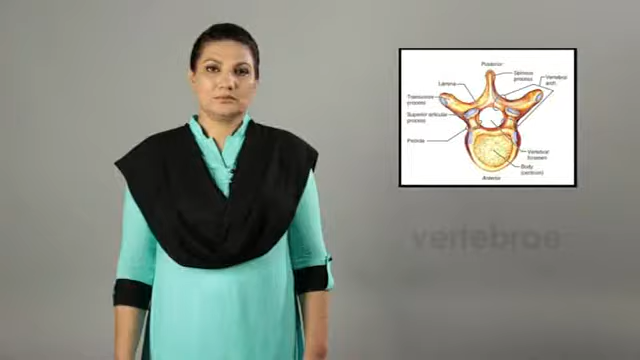 Posterior
Spinous
process
Vertebral
arch
Lamina
Transverse
process
Superior articular
process
Pedicle
Vertebral
foramen
Body
(centrum)
Anterior
vertebrae